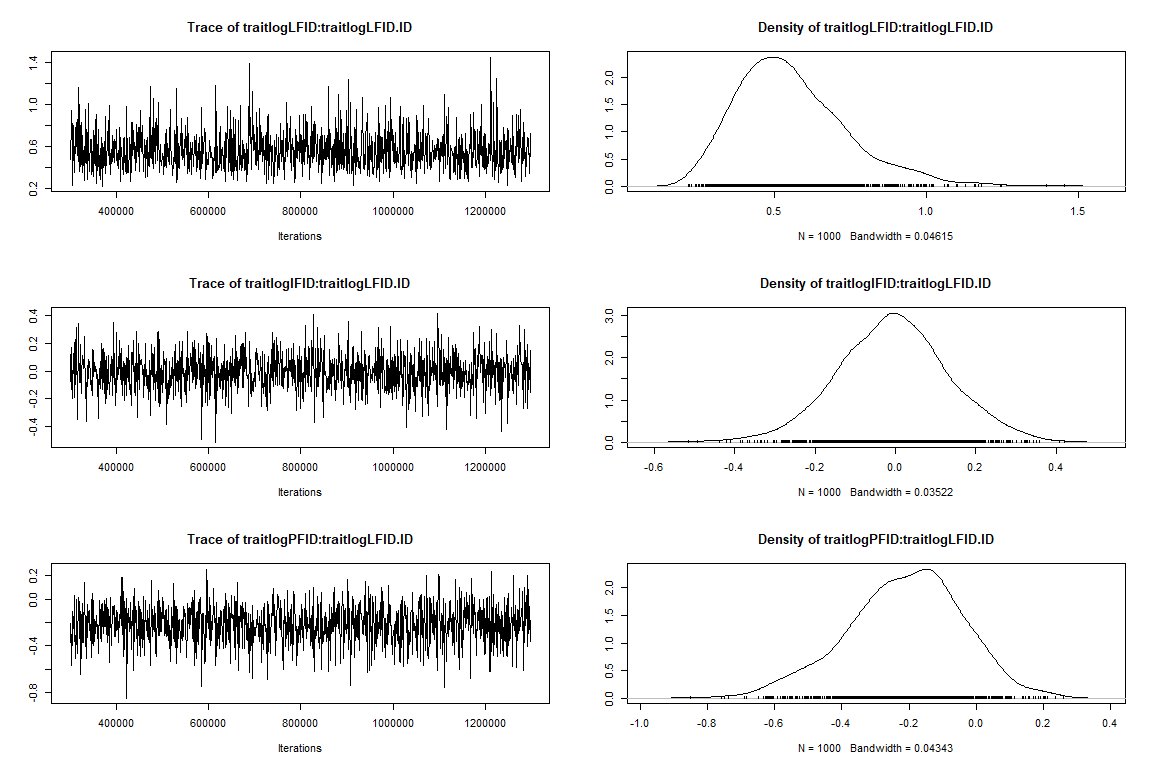 Trace of traitlogLFID:traitlogLFID.ID
1.4
1.0
0.6
0.2
400000 600000 800000 1000000 1200000
Iterations
Density of traitlogLFID:traitlogLFID.ID
2.0
1.5
1.0
0.5
0.0
0.5 1.0 1.5
N = 1000 Bandwidth = 0.04615
Trace of traitlogIFID:traitlogLFID.ID
0.4
0.2
0.0
-0.2
-0.4
400000 600000 800000 1000000 1200000
Iterations
Density of traitlogIFID:traitlogLFID.ID
3.0
2.0
1.0
0.0
-0.6 -0.4 -0.2 0.0 0.2 0.4
N = 1000 Bandwidth = 0.03522
Trace of traitlogPFID:traitlogLFID.ID
0.2
0.0
-0.4
-0.8
400000 600000 800000 1000000 1200000
Iterations
Density of traitlogPFID:traitlogLFID.ID
2.0
1.5
1.0
0.5
0.0
-1.0 -0.8 -0.6 -0.4 -0.2 0.0 0.2 0.4
N = 1000 Bandwidth = 0.04343